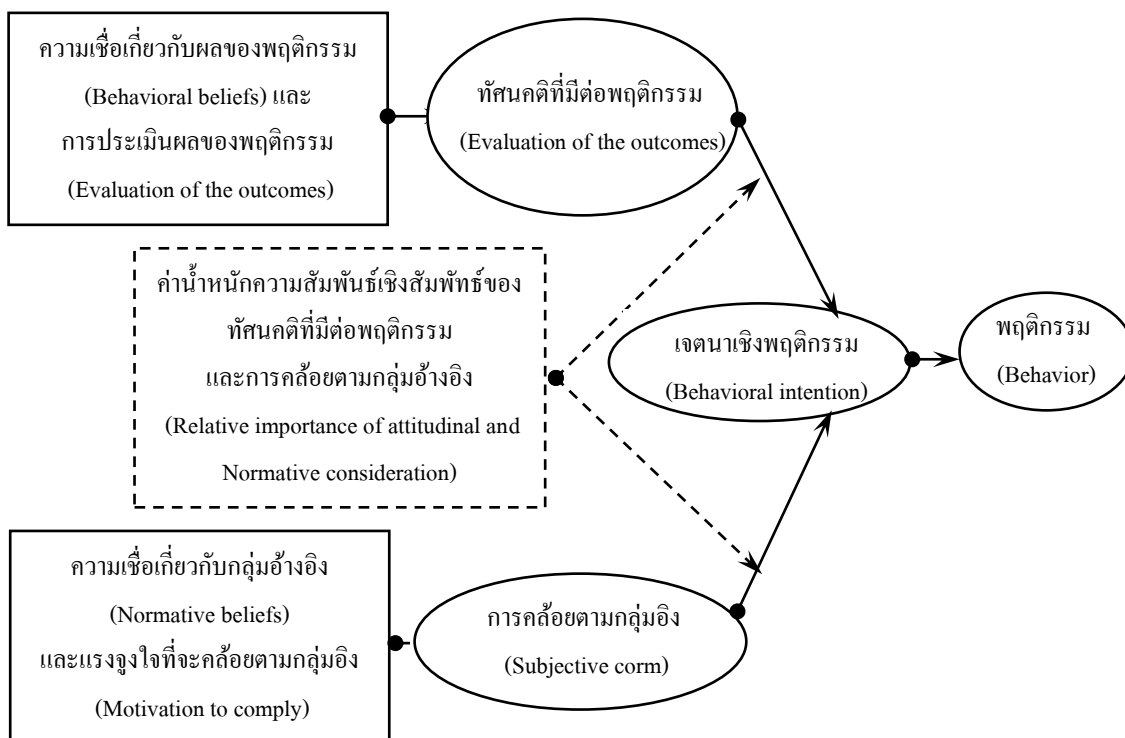 ความเชื่อเกี่ยวกับผลของพฤติกรรม
(Behavioral beliefs) และ
การประเมินผลของพฤติกรรม
(Evaluation of the outcomes)
ทัศนคติที่มีต่อพฤติกรรม
(Evaluation of the outcomes)
ค่าน้ำหนักความสัมพันธ์เชิงสัมพัทธ์ของ
ทัศนคติที่มีต่อพฤติกรรม
และการคล้อยตามกลุ่มอ้างอิง
(Relative importance of attitudinal and
Normative consideration)
เจตนาเชิงพฤติกรรม
(Behavioral intention)
พฤติกรรม
(Behavior)
ความเชื่อเกี่ยวกับกลุ่มอ้างอิง
(Normative beliefs)
และแรงจูงใจที่จะคล้อยตามกลุ่มอิง
(Motivation to comply)
การคล้อยตามกลุ่มอิง
(Subjective corm)